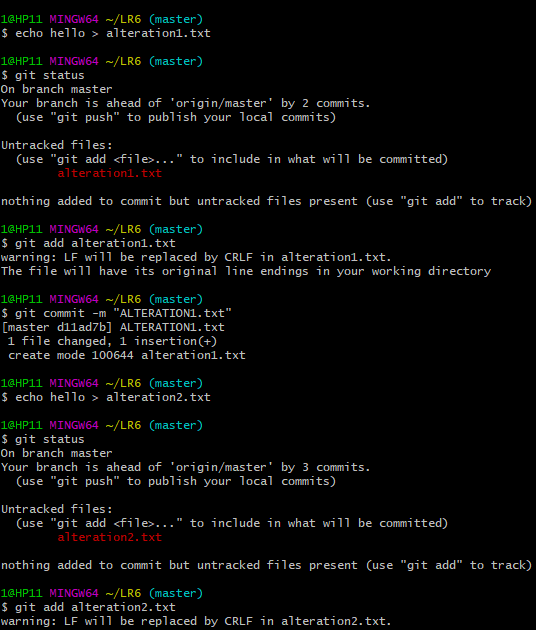 1@HP11 MINGW64 ~/LR6 (master)
$ echo hello > alteration1.txt
1@HP11 MINGW64 ~/LR6 (master)
$ git status
On branch master
Your branch is ahead of 'origin/master' by 2 commits.
  (use "git push" to publish your local commits)
Untracked files:
  (use "git add <file>..." to include in what will be committed)
        alteration1.txt
nothing added to commit but untracked files present (use "git add" to track)
1@HP11 MINGW64 ~/LR6 (master)
$ git add alteration1.txt
warning: LF will be replaced by CRLF in alteration1.txt.
The file will have its original line endings in your working directory
1@HP11 MINGW64 ~/LR6 (master)
$ git commit -m "ALTERATION1.txt"
[master d11ad7b] ALTERATION1.txt
 1 file changed, 1 insertion(+)
 create mode 100644 alteration1.txt
1@HP11 MINGW64 ~/LR6 (master)
$ echo hello > alteration2.txt
1@HP11 MINGW64 ~/LR6 (master)
$ git status
On branch master
Your branch is ahead of 'origin/master' by 3 commits.
  (use "git push" to publish your local commits)
Untracked files:
  (use "git add <file>..." to include in what will be committed)
        alteration2.txt
nothing added to commit but untracked files present (use "git add" to track)
1@HP11 MINGW64 ~/LR6 (master)
$ git add alteration2.txt
warning: LF will be replaced by CRLF in alteration2.txt.